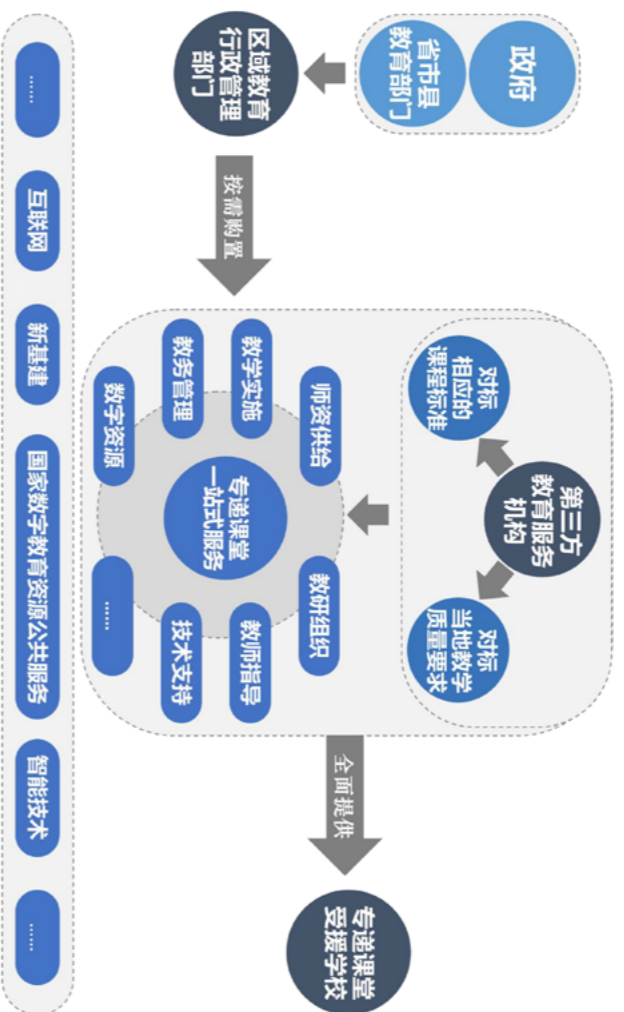 政府
省市县
教育部门
区域教育
行政管理
部门
按需购置
第三方
教育服务
机构
对标
相应的
课程标准
对标
当地教学
质量要求
师资供给
教学实施
教务管理
数字资源
专递课堂
一站式服务
教研组织
教师指导
技术支持
......
全面提供
专递课堂
受援学校
......
互联网
新基建
国家数字教育资源公共服务
智能技术
......